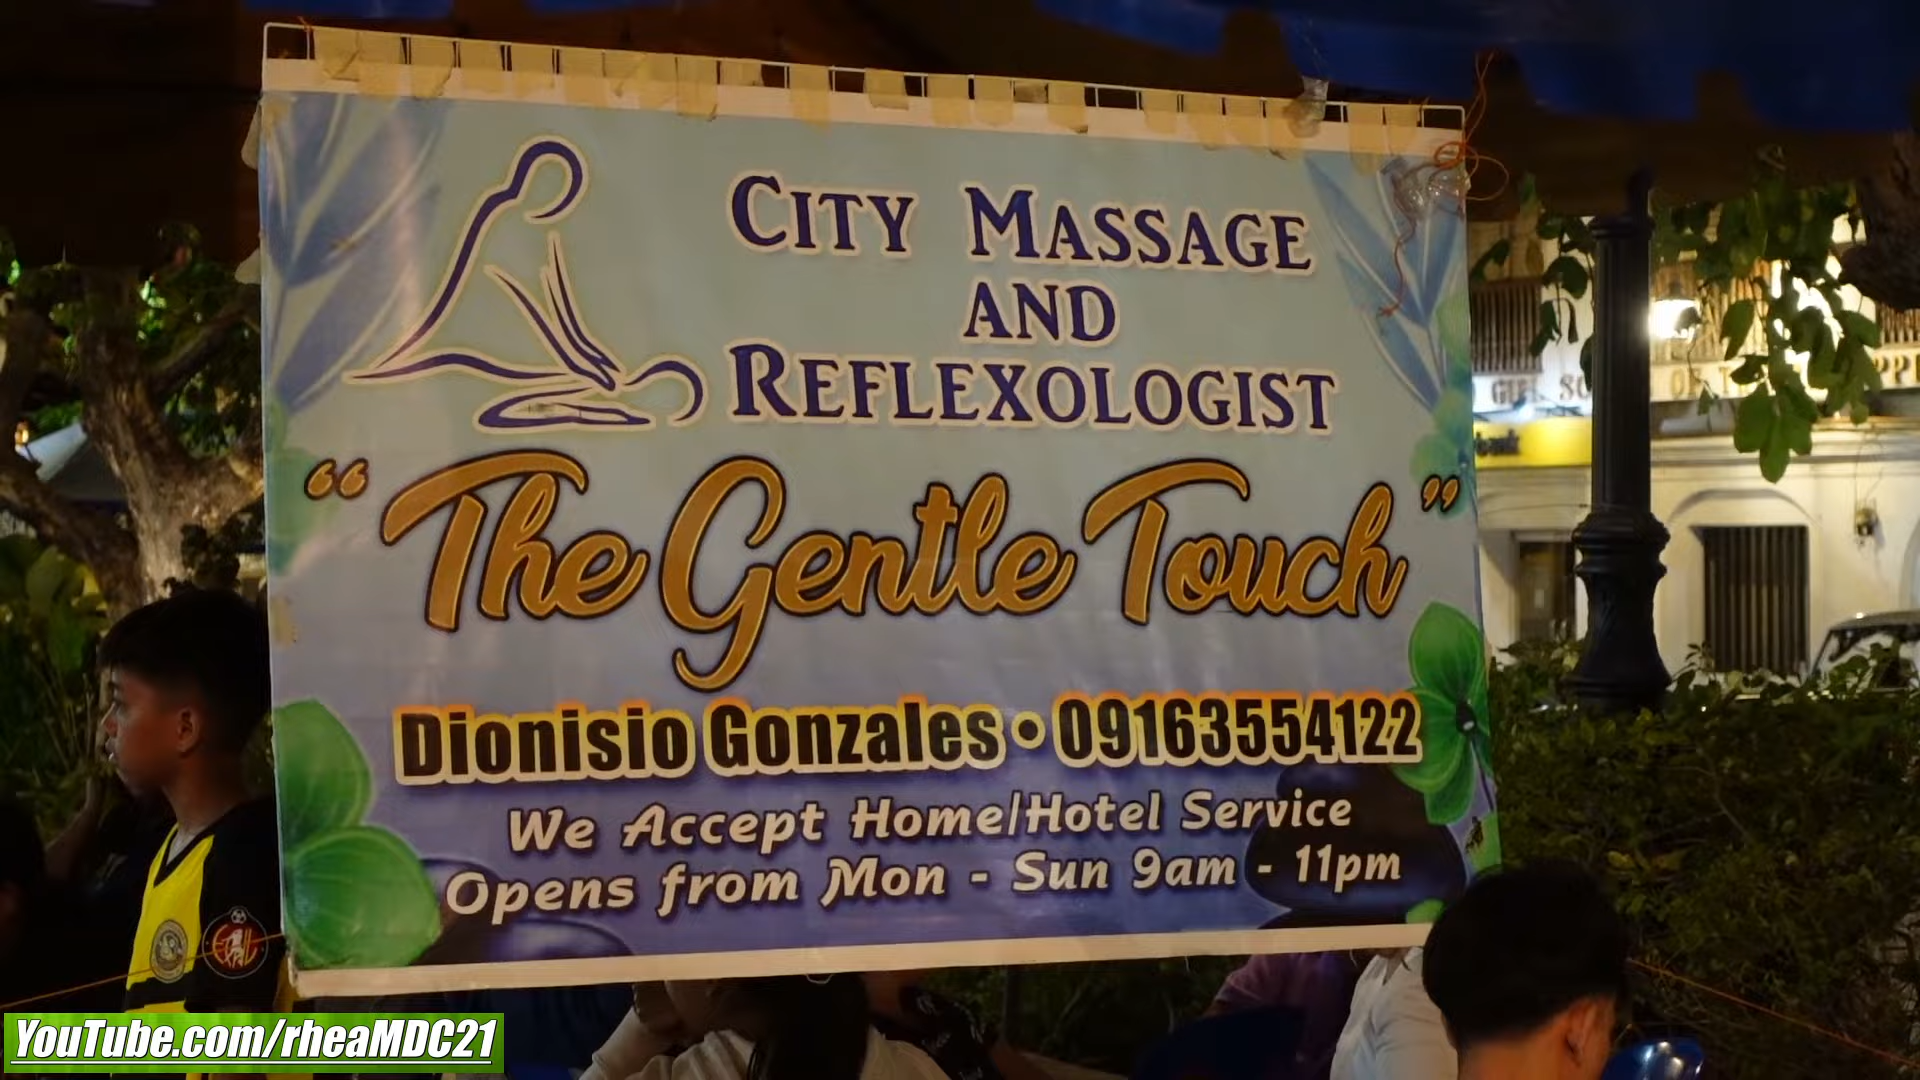 City Massage
and
Reflexologist
“The Gentle Touch”
Dionisio Gonzales • 09163554122
We Accept Home/Hotel Service
Opens from Mon - Sun 9am - 11pm
YouTube.com/rheaMDC21